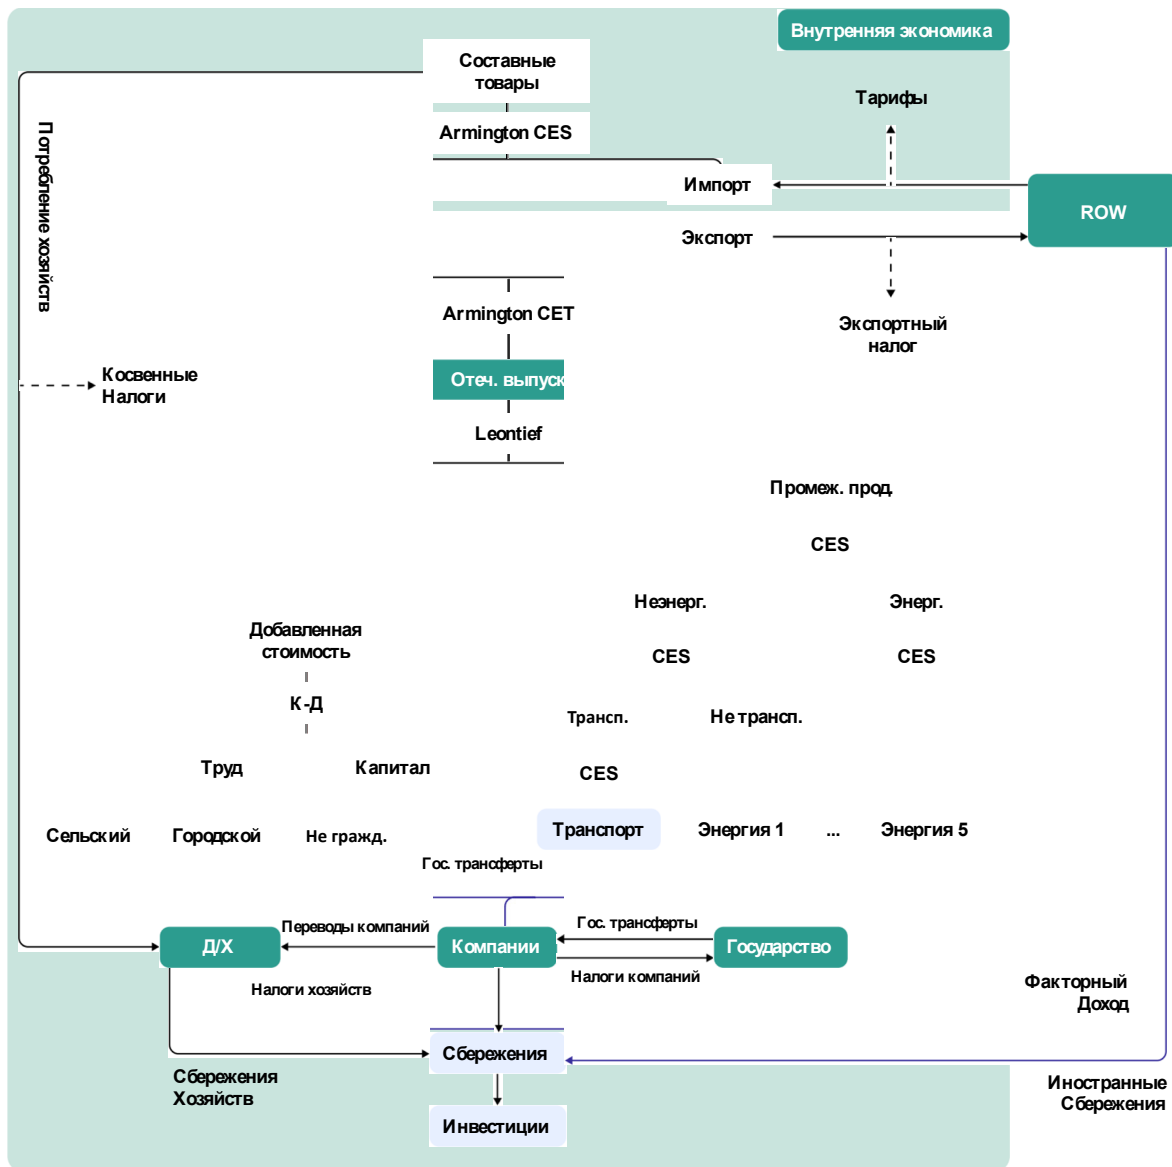 Внутренняя экономика
Составные
товары
Тарифы
Armington CES
Потребление хозяйств
Импорт
ROW
Экспорт
Armington CET
Экспортный
налог
Косвенные
Налоги
Отеч. выпуск
Leontief
Промеж. прод.
CES
Неэнерг.
Энерг.
Добавленная
стоимость
CES
CES
К-Д
Трансп.
Не трансп.
Труд
Капитал
CES
Сельский
Городской
Не гражд.
Транспорт
Энергия 1
...
Энергия 5
Гос. трансферты
Переводы компаний
Гос. трансферты
Д/Х
Компании
Государство
Налоги хозяйств
Налоги компаний
Факторный
Доход
Сбережения
Сбережения
Хозяйств
Иностранные
Сбережения
Инвестиции